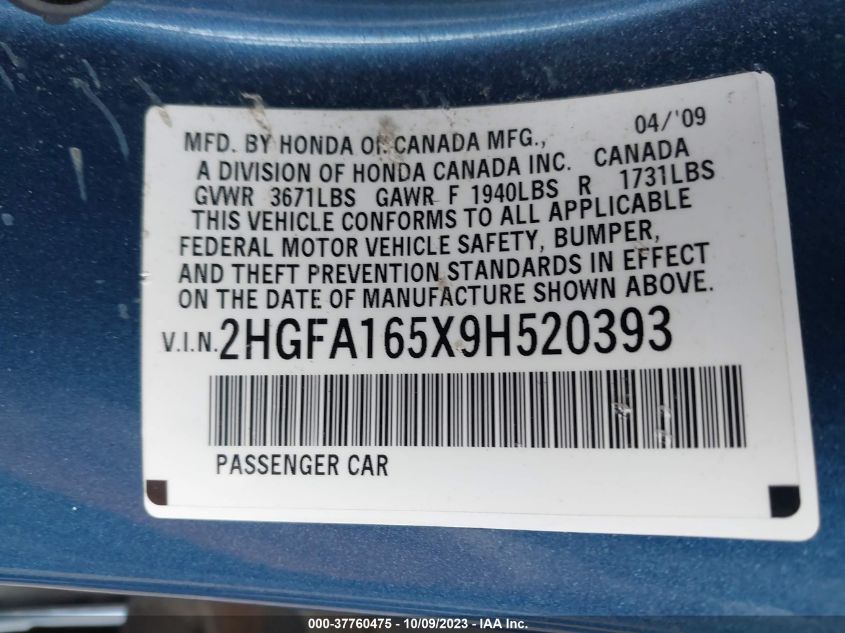 MFD. BY HONDA OF CANADA MFG., 04/'09
A DIVISION OF HONDA CANADA INC. CANADA
GVWR 3671LBS GAWR F 1940LBS R 1731LBS
THIS VEHICLE CONFORMS TO ALL APPLICABLE
FEDERAL MOTOR VEHICLE SAFETY, BUMPER,
AND THEFT PREVENTION STANDARDS IN EFFECT
ON THE DATE OF MANUFACTURE SHOWN ABOVE.
V.I.N. 2HGFA165X9H520393
PASSENGER CAR
000-37760475 - 10/09/2023 - IAA Inc.